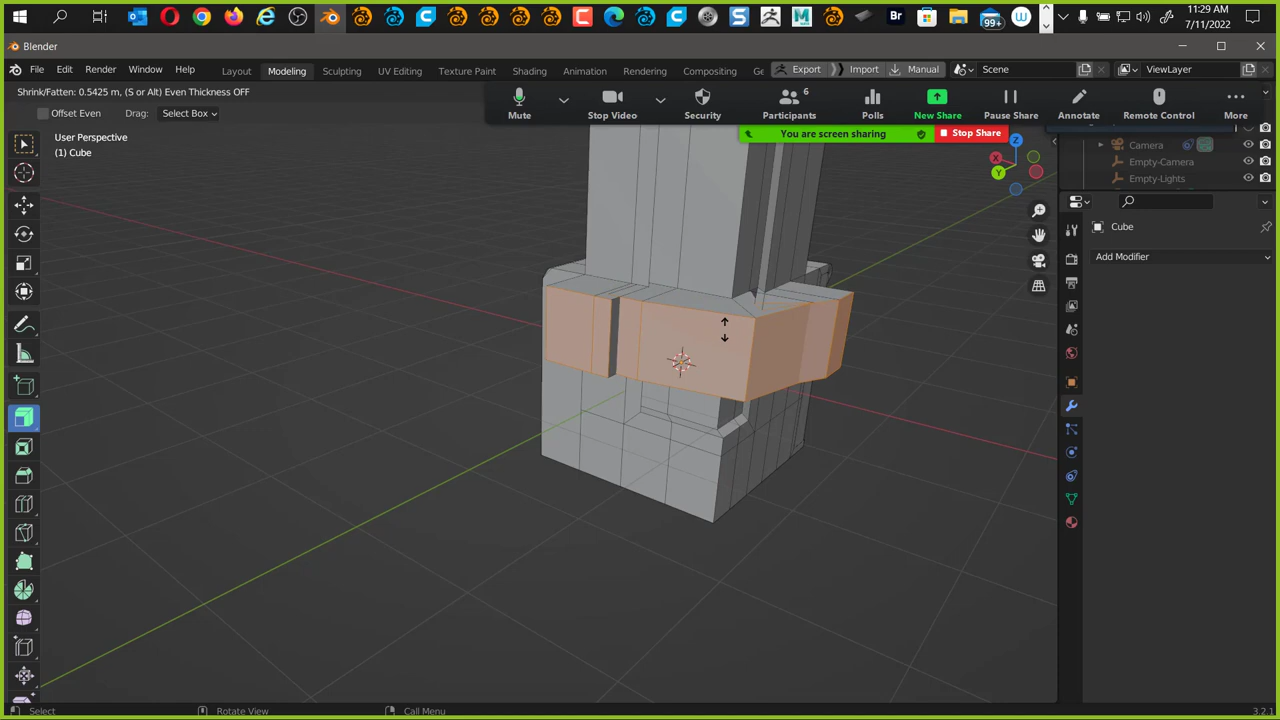 99+
11:29 AM
7/11/2022
Blender
File Edit Render Window Help
Layout Modeling Sculpting UV Editing Texture Paint Shading Animation Rendering Compositing Ge
Export Import Manual Scene ViewLayer
Shrink/Fatten: 0.5425 m, (S or Alt) Even Thickness OFF
Offset Even Drag: Select Box
Mute Stop Video Security Participants 6 Polls New Share Pause Share Annotate Remote Control More
You are screen sharing Stop Share
User Perspective
(1) Cube
Camera
Empty-Camera
Empty-Lights
X
Y
Z
Cube
Add Modifier
Select Rotate View Call Menu 3.2.1